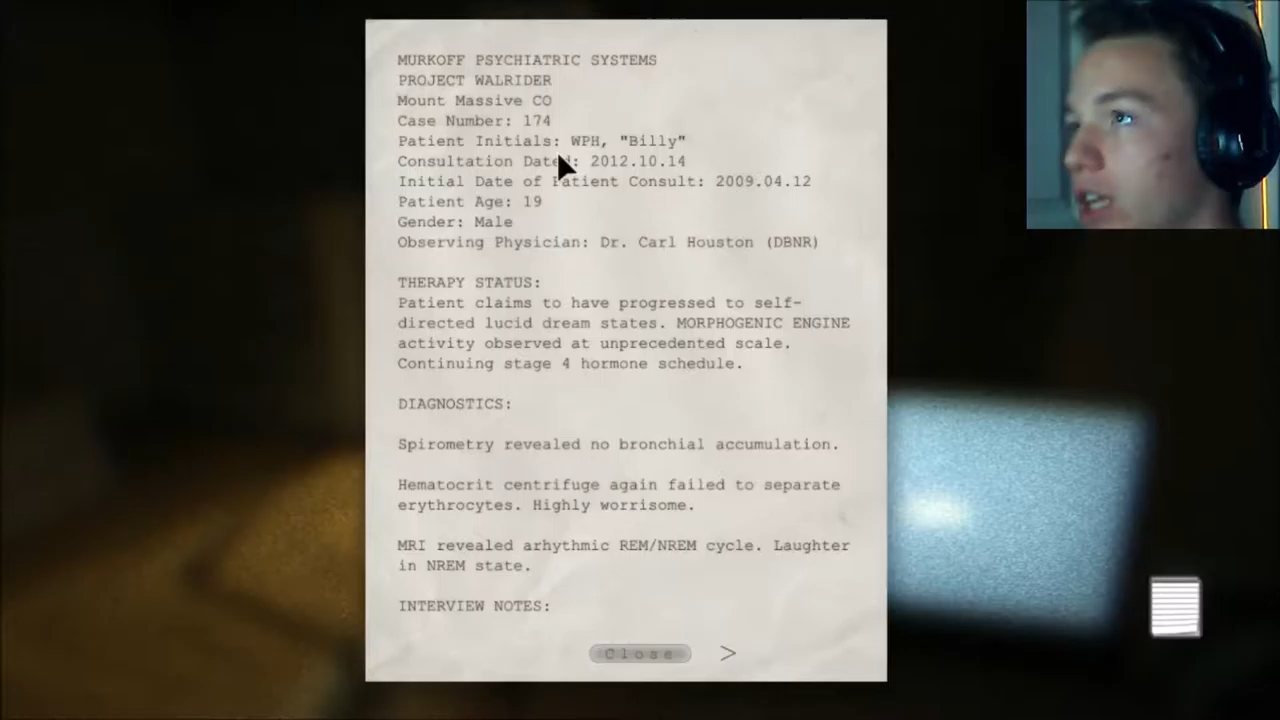 MURKOFF PSYCHIATRIC SYSTEMS
PROJECT WALRIDER
Mount Massive CO
Case Number: 174
Patient Initials: WPH, "Billy"
Consultation Dated: 2012.10.14
Initial Date of Patient Consult: 2009.04.12
Patient Age: 19
Gender: Male
Observing Physician: Dr. Carl Houston (DBNR)
THERAPY STATUS:
Patient claims to have progressed to self-
directed lucid dream states. MORPHOGENIC ENGINE
activity observed at unprecedented scale.
Continuing stage 4 hormone schedule.
DIAGNOSTICS:
Spirometry revealed no bronchial accumulation.
Hematocrit centrifuge again failed to separate
erythrocytes. Highly worrisome.
MRI revealed arhythmic REM/NREM cycle. Laughter
in NREM state.
INTERVIEW NOTES:
Close >